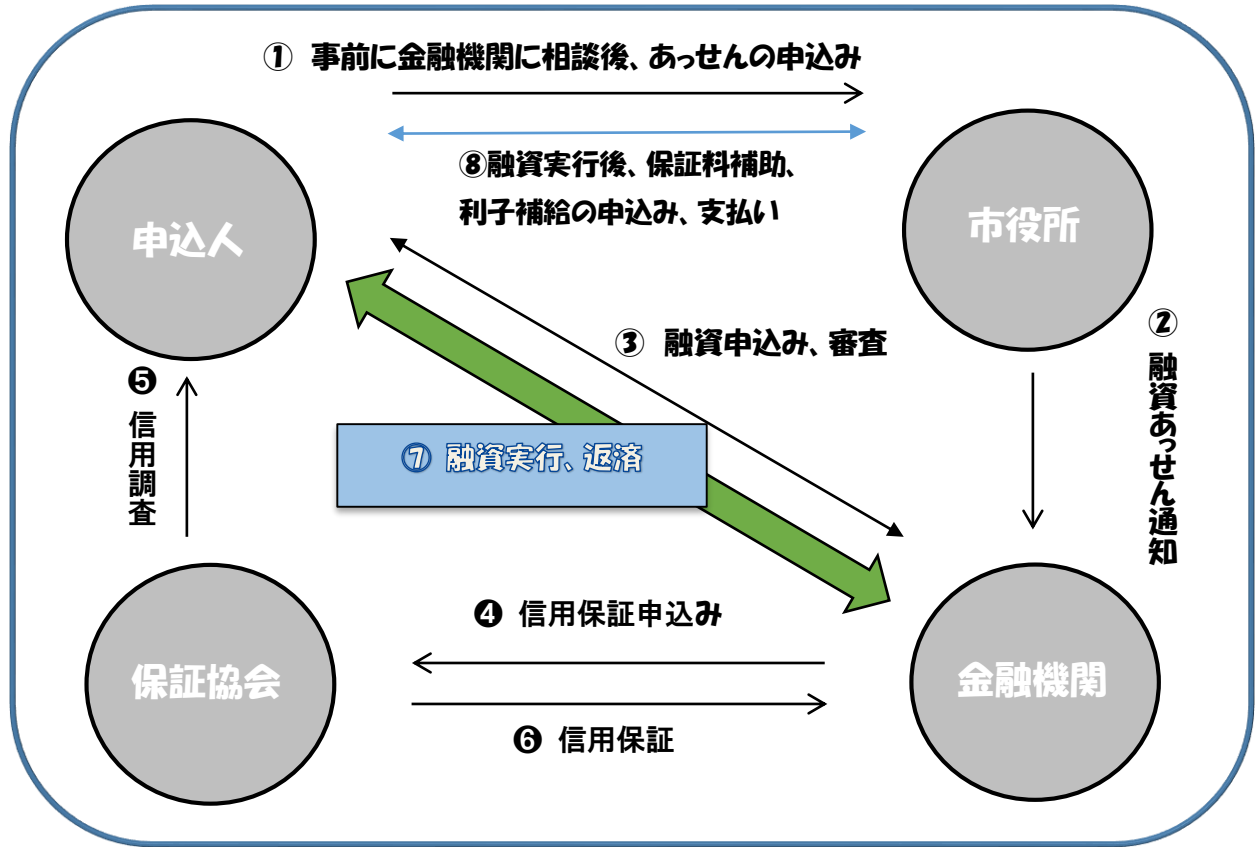 ① 事前に金融機関に相談後、あっせんの申込み
⑧融資実行後、保証料補助、
利子補給の申込み、支払い
申込人
市役所
③ 融資申込み、審査
② 融資あっせん通知
❺ 信用調査
⑦ 融資実行、返済
❹ 信用保証申込み
保証協会
金融機関
❻ 信用保証